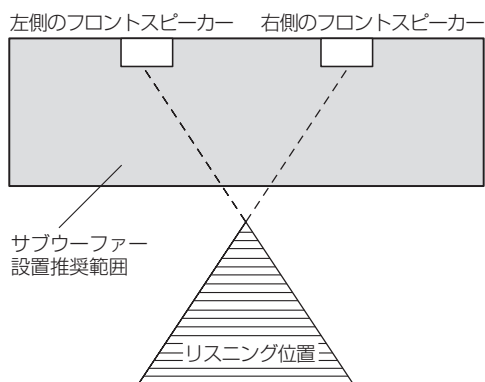 左側のフロントスピーカー
右側のフロントスピーカー
サブウーファー
設置推奨範囲
リスニング位置